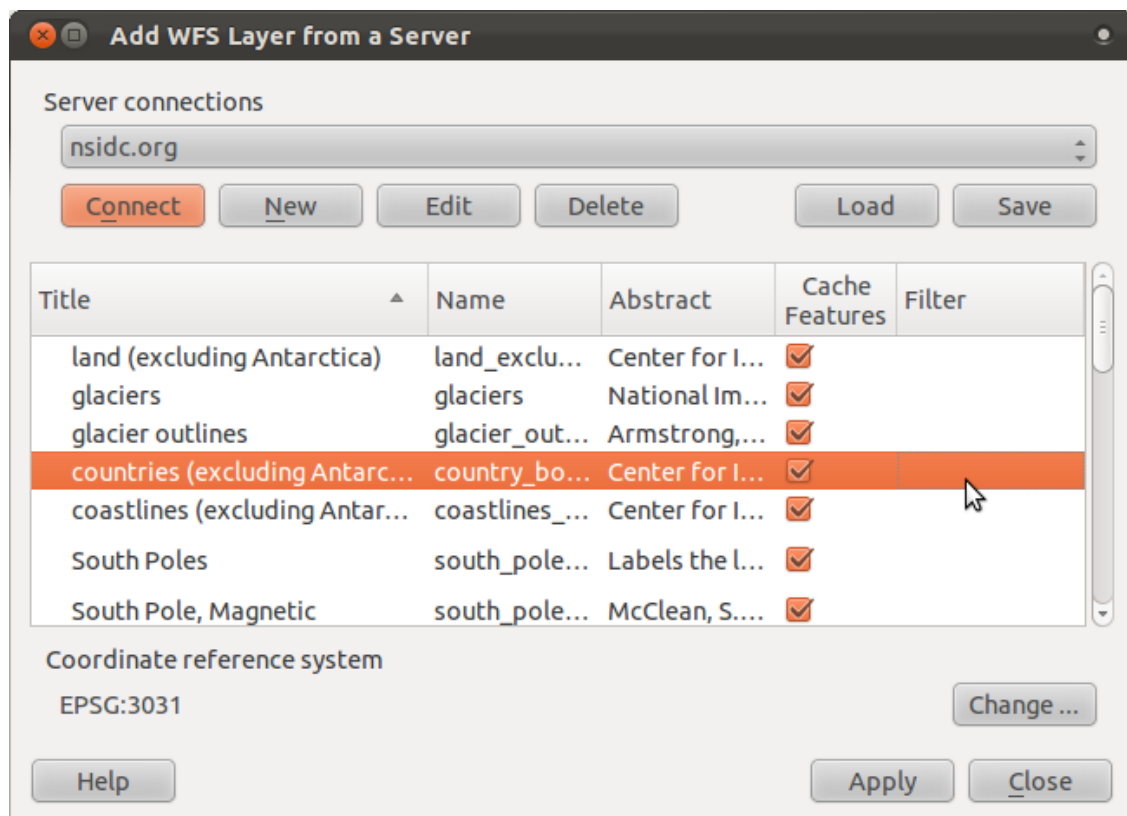 Add WFS Layer from a Server
Server connections
nsidc.org
Connect New Edit Delete Load Save
Title Name Abstract Cache Features Filter
land (excluding Antarctica) land_exclu... Center for I...
glaciers glaciers National Im...
glacier outlines glacier_out... Armstrong,...
countries (excluding Antarc... country_bo... Center for I...
coastlines (excluding Antar... coastlines_... Center for I...
South Poles south_pole... Labels the l...
South Pole, Magnetic south_pole... McClean, S....
Coordinate reference system
EPSG:3031 Change ...
Help Apply Close